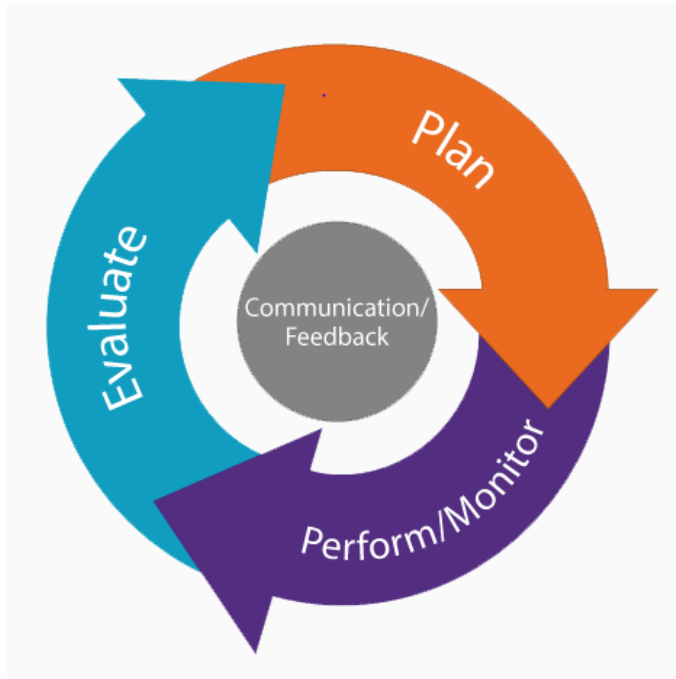 Plan
Perform/Monitor
Evaluate
Communication/
Feedback